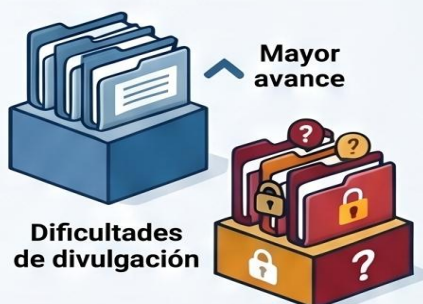 Mayor
avance
?
?
Dificultades
de divulgación
?